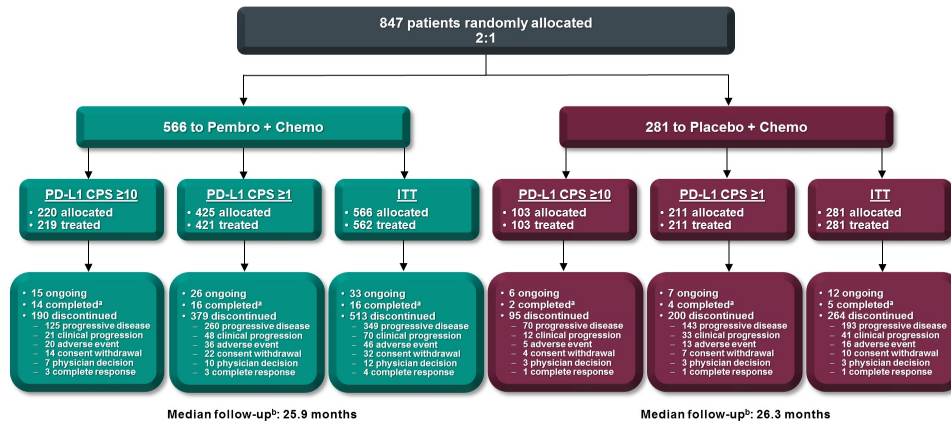 847 patients randomly allocated
2:1
566 to Pembro + Chemo
281 to Placebo + Chemo
PD-L1 CPS ≥10
• 220 allocated
• 219 treated
PD-L1 CPS ≥1
• 425 allocated
• 421 treated
ITT
• 566 allocated
• 562 treated
PD-L1 CPS ≥10
• 103 allocated
• 103 treated
PD-L1 CPS ≥1
• 211 allocated
• 211 treated
ITT
• 281 allocated
• 281 treated
• 15 ongoing
• 14 completedᵃ
• 190 discontinued
– 125 progressive disease
– 21 clinical progression
– 20 adverse event
– 14 consent withdrawal
– 7 physician decision
– 3 complete response
• 26 ongoing
• 16 completedᵃ
• 379 discontinued
– 260 progressive disease
– 48 clinical progression
– 36 adverse event
– 22 consent withdrawal
– 10 physician decision
– 3 complete response
• 33 ongoing
• 16 completedᵃ
• 513 discontinued
– 349 progressive disease
– 70 clinical progression
– 46 adverse event
– 32 consent withdrawal
– 12 physician decision
– 4 complete response
• 6 ongoing
• 2 completedᵃ
• 95 discontinued
– 70 progressive disease
– 12 clinical progression
– 5 adverse event
– 4 consent withdrawal
– 3 physician decision
– 1 complete response
• 7 ongoing
• 4 completedᵃ
• 200 discontinued
– 143 progressive disease
– 33 clinical progression
– 13 adverse event
– 7 consent withdrawal
– 3 physician decision
– 1 complete response
• 12 ongoing
• 5 completedᵃ
• 264 discontinued
– 193 progressive disease
– 41 clinical progression
– 16 adverse event
– 10 consent withdrawal
– 3 physician decision
– 1 complete response
Median follow-upᵇ: 25.9 months
Median follow-upᵇ: 26.3 months